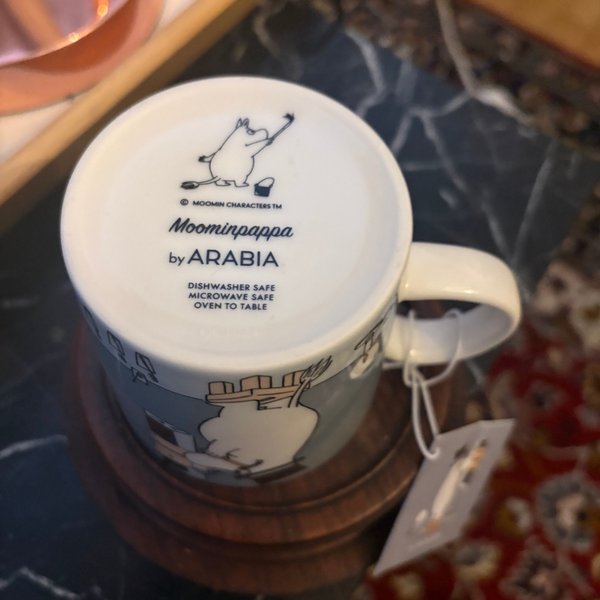 © MOOMIN CHARACTERS TM
Moominpappa
by ARABIA
DISHWASHER SAFE
MICROWAVE SAFE
OVEN TO TABLE